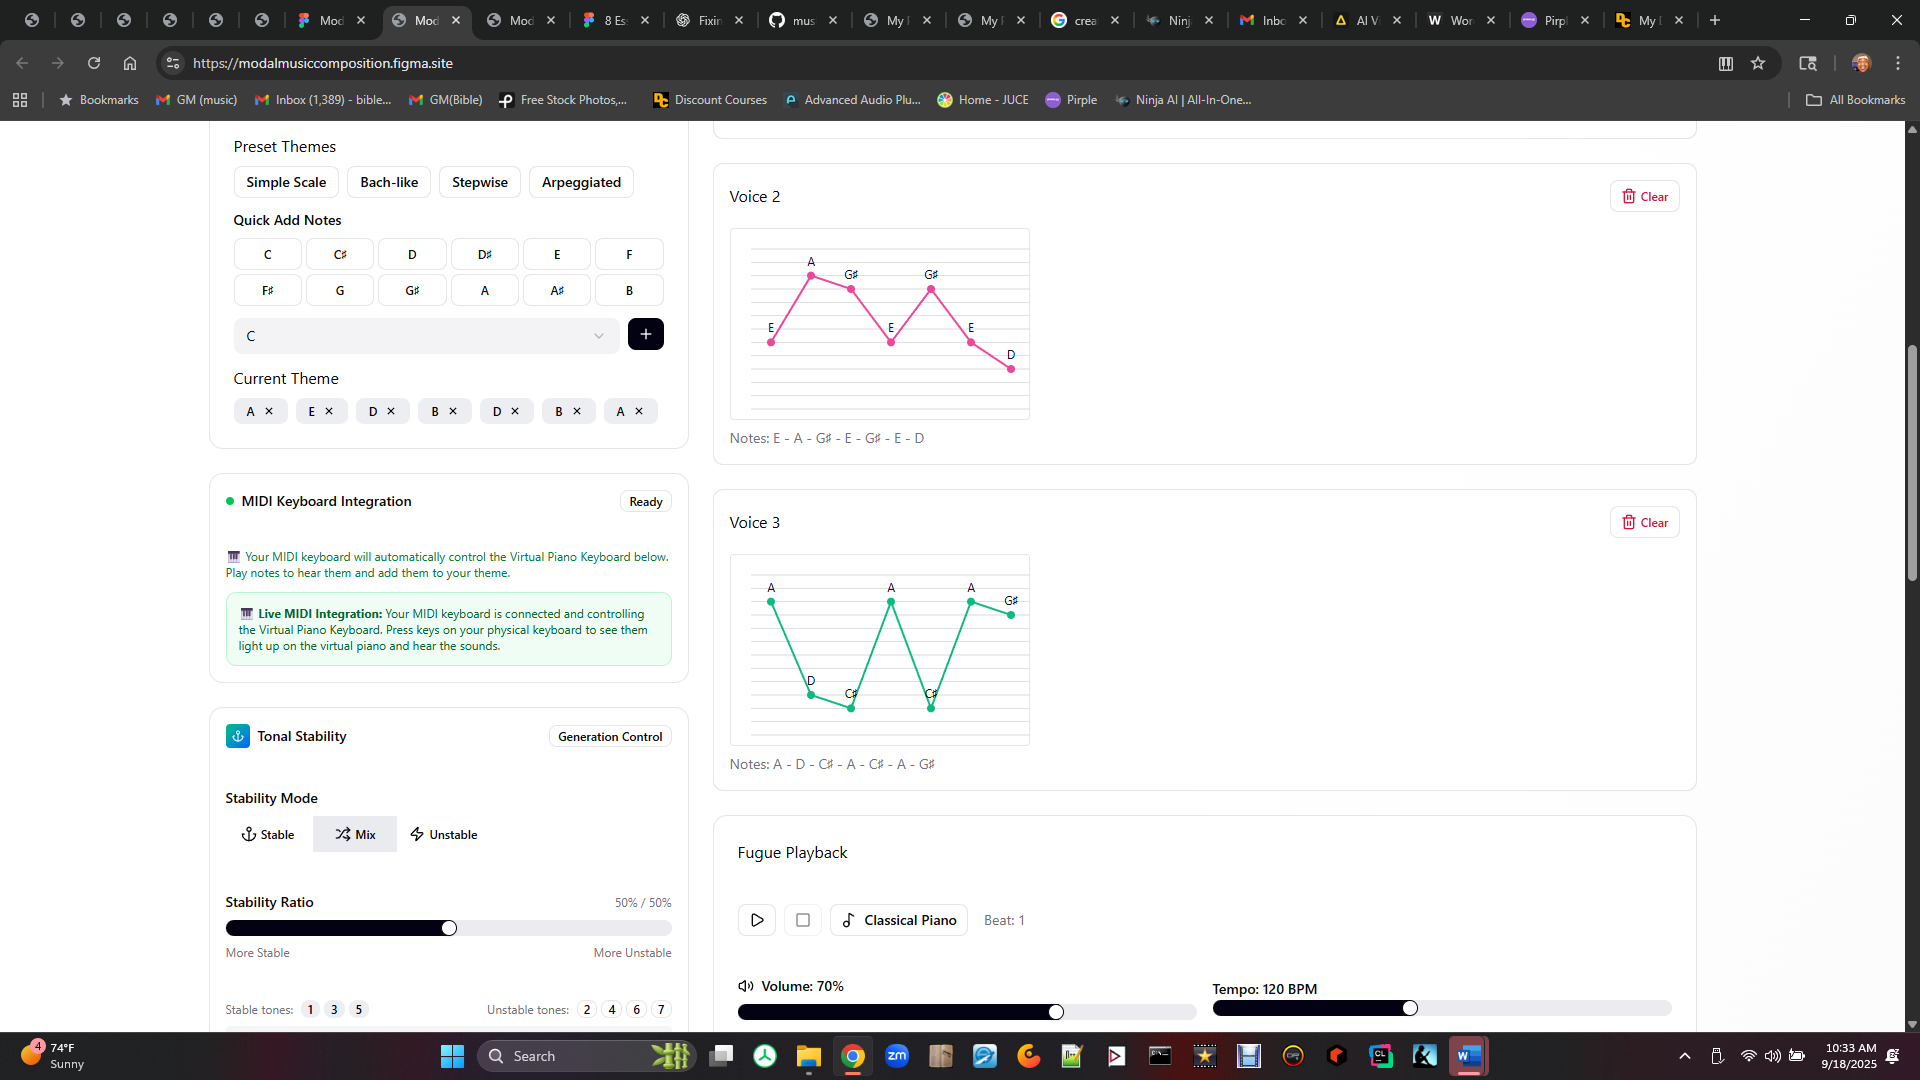 Mod
Mod
Mod
8 Es
Fixin
mus
My F
My F
crea
Ninj
Inbo
AI V
Wor
Pirpl
My D
https://modalmusiccomposition.figma.site
Bookmarks
GM (music)
Inbox (1,389) - bible...
GM(Bible)
Free Stock Photos,...
Discount Courses
Advanced Audio Plu...
Home - JUCE
Pirple
Ninja AI | All-In-One...
All Bookmarks
Preset Themes
Simple Scale
Bach-like
Stepwise
Arpeggiated
Quick Add Notes
C C♯ D D♯ E F
F♯ G G♯ A A♯ B
C
Current Theme
A × E × D × B × D × B × A ×
MIDI Keyboard Integration
Ready
🎹 Your MIDI keyboard will automatically control the Virtual Piano Keyboard below.
Play notes to hear them and add them to your theme.
🎹 Live MIDI Integration: Your MIDI keyboard is connected and controlling
the Virtual Piano Keyboard. Press keys on your physical keyboard to see them
light up on the virtual piano and hear the sounds.
Tonal Stability
Generation Control
Stability Mode
Stable
Mix
Unstable
Stability Ratio
50% / 50%
More Stable
More Unstable
Stable tones: 1 3 5
Unstable tones: 2 4 6 7
Voice 2
Clear
E A G♯ E G♯ E D
Notes: E - A - G♯ - E - G♯ - E - D
Voice 3
Clear
A D C♯ A C♯ A G♯
Notes: A - D - C♯ - A - C♯ - A - G♯
Fugue Playback
Classical Piano
Beat: 1
Volume: 70%
Tempo: 120 BPM
4
74°F
Sunny
Search
zm
10:33 AM
9/18/2025